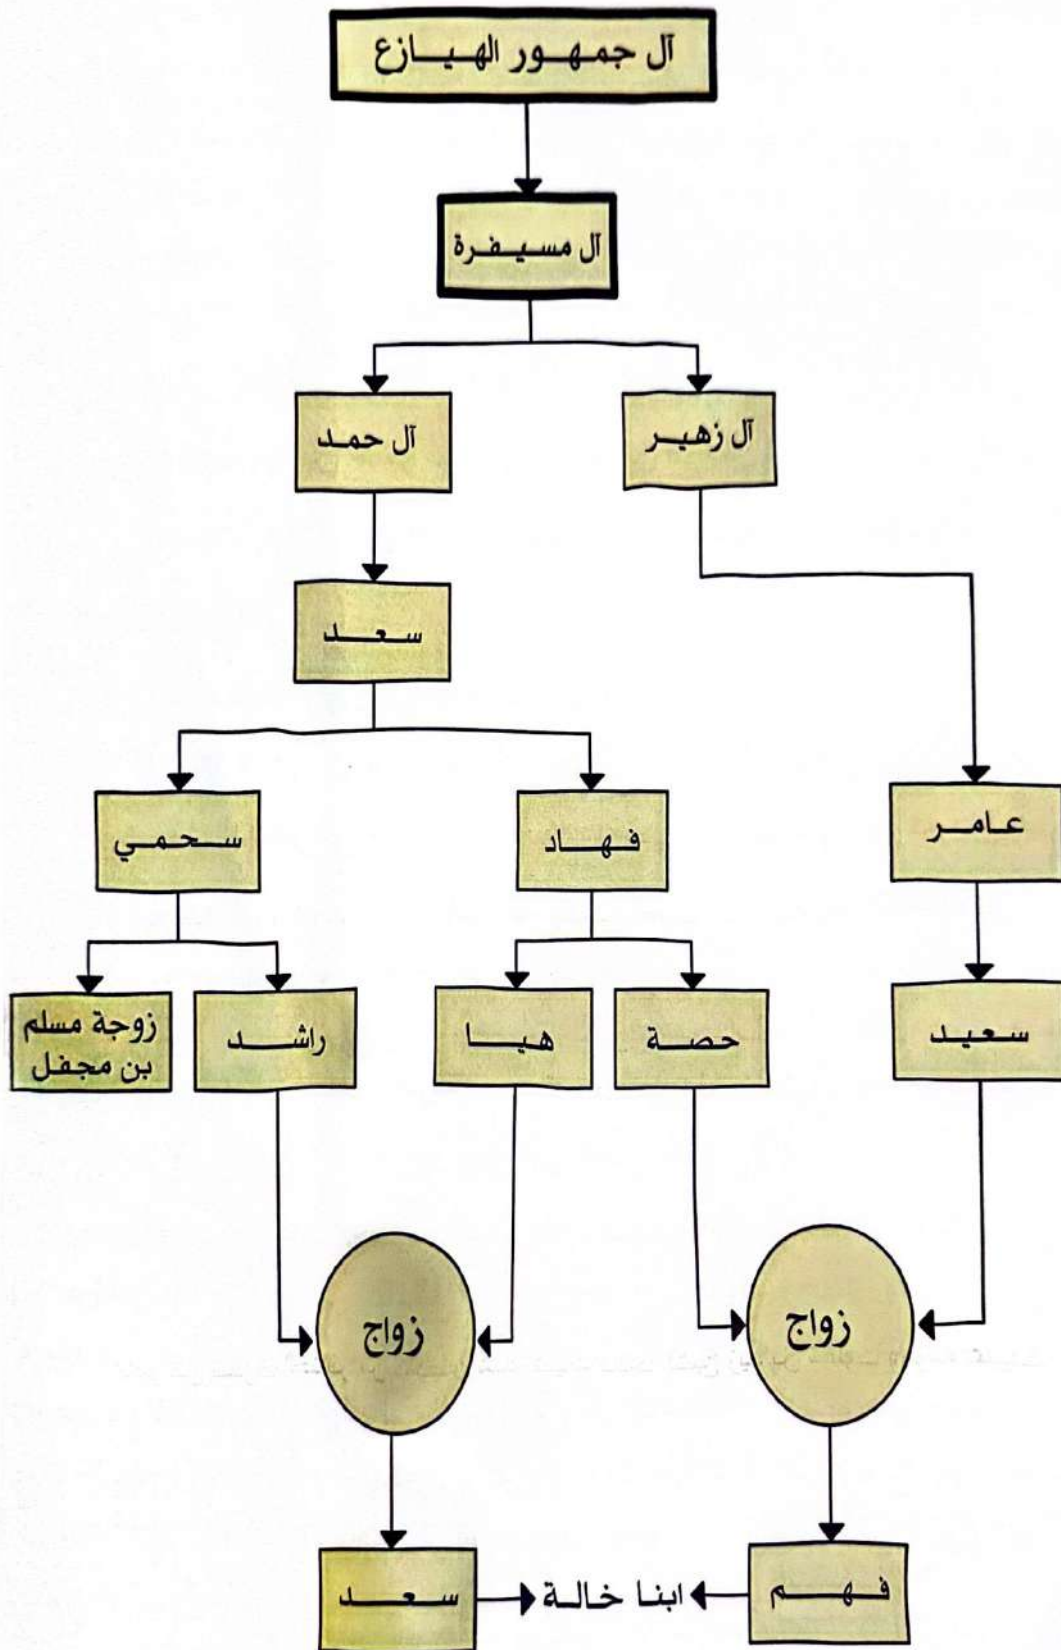 آل جمهور الهيازع
آل مسيفرة
آل زهير
آل حمد
سعد
عامر
فهاد
سحمي
سعيد
حصة
هيا
راشد
زوجة مسلم
بن مجفل
زواج
زواج
فهم
ابنا خالة
سعد